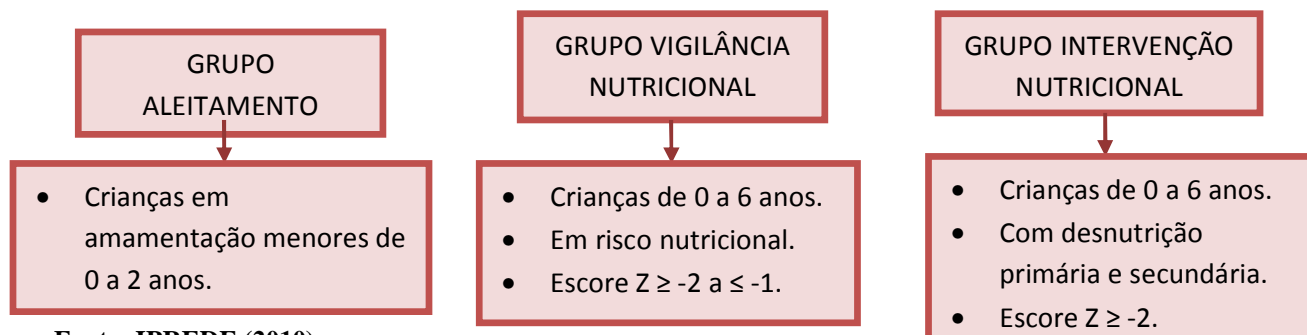 GRUPO
ALEITAMENTO
• Crianças em
amamentação menores de
0 a 2 anos.
GRUPO VIGILÂNCIA
NUTRICIONAL
• Crianças de 0 a 6 anos.
• Em risco nutricional.
• Escore Z ≥ -2 a ≤ -1.
GRUPO INTERVENÇÃO
NUTRICIONAL
• Crianças de 0 a 6 anos.
• Com desnutrição
primária e secundária.
• Escore Z ≥ -2.
IPREDE (2010)